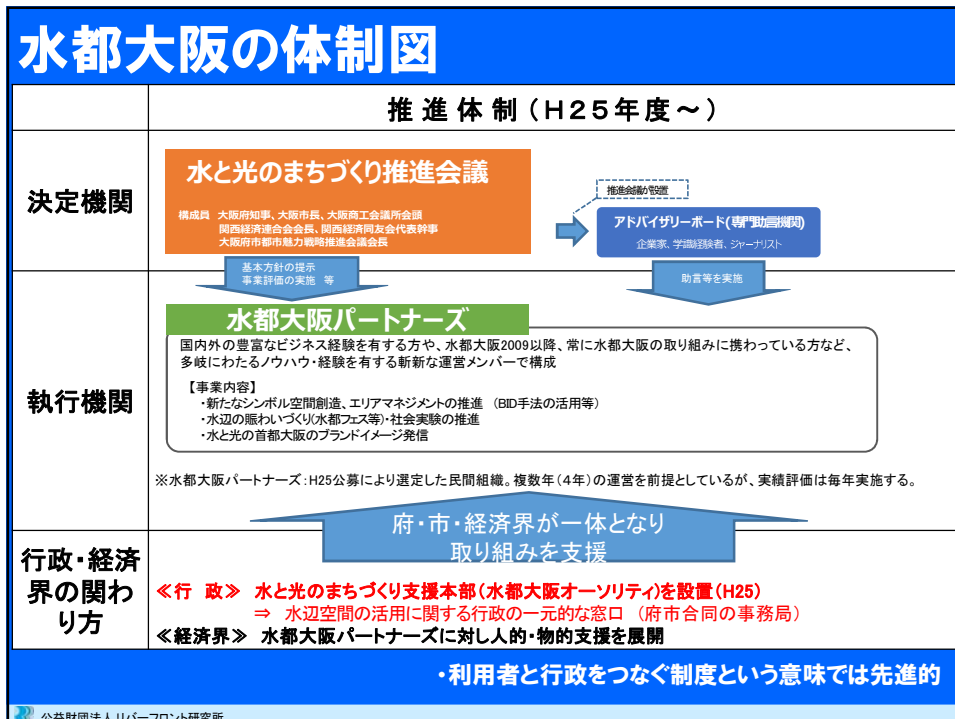 水都大阪の体制図
推 進 体 制 （Ｈ２５年度～）
決定機関
水と光のまちづくり推進会議
構成員　大阪府知事、大阪市長、大阪商工会議所会頭
関西経済連合会会長、関西経済同友会代表幹事
大阪府市都市魅力戦略推進会議会長
推進会議が設置
アドバイザリーボード(専門助言機関)
企業家、学識経験者、ジャーナリスト
基本方針の提示
事業評価の実施　等
助言等を実施
執行機関
水都大阪パートナーズ
国内外の豊富なビジネス経験を有する方や、水都大阪2009以降、常に水都大阪の取り組みに携わっている方など、
多岐にわたるノウハウ・経験を有する斬新な運営メンバーで構成
【事業内容】
・新たなシンボル空間創造、エリアマネジメントの推進　(BID手法の活用等)
・水辺の賑わいづくり(水都フェス等)・社会実験の推進
・水と光の首都大阪のブランドイメージ発信
※水都大阪パートナーズ：H25公募により選定した民間組織。複数年（４年）の運営を前提としているが、実績評価は毎年実施する。
府・市・経済界が一体となり
取り組みを支援
行政・経済
界の関わ
り方
≪行　政≫　水と光のまちづくり支援本部（水都大阪オーソリティ）を設置（H25）
⇒　水辺空間の活用に関する行政の一元的な窓口　（府市合同の事務局）
≪経済界≫　水都大阪パートナーズに対し人的・物的支援を展開
・利用者と行政をつなぐ制度という意味では先進的
公益財団法人 リバーフロント研究所